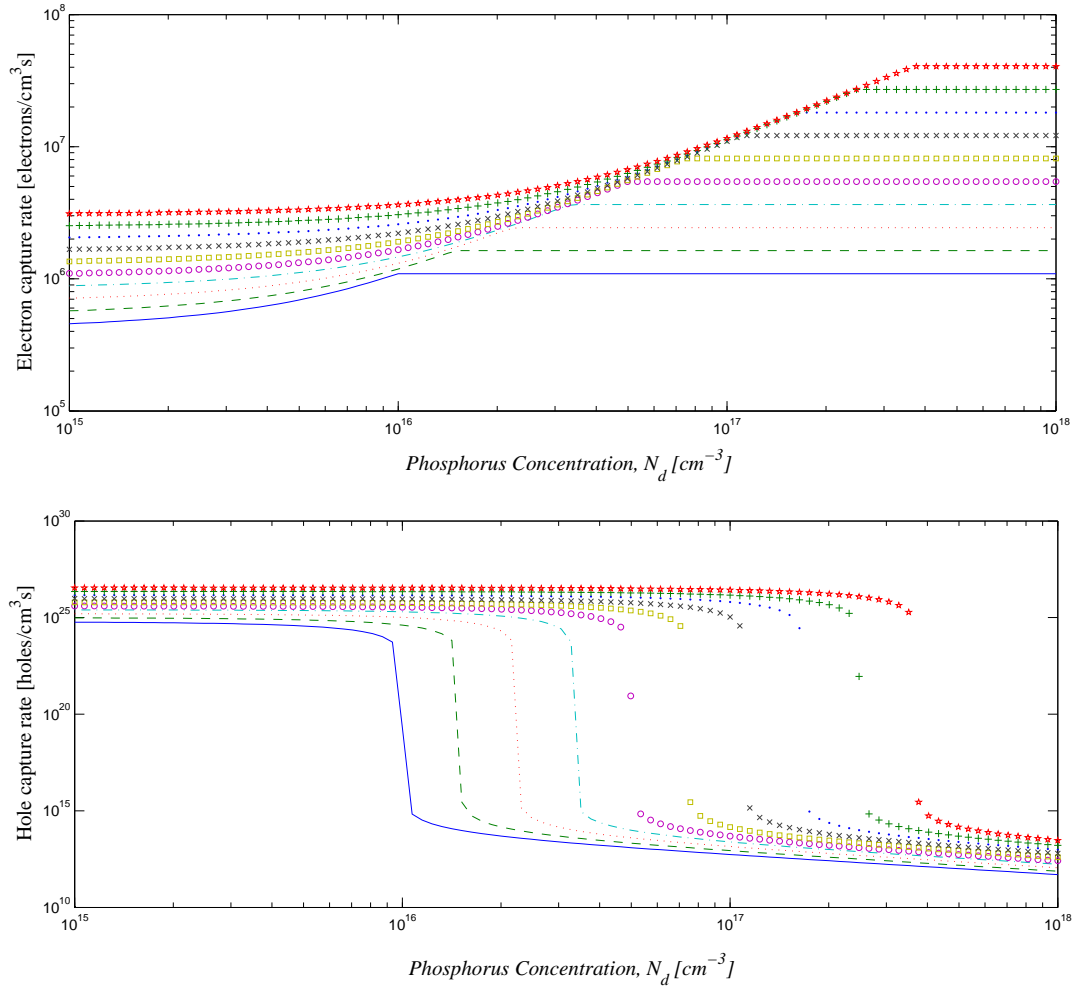 10^8
10^7
10^6
10^5
Electron capture rate [electrons/cm^3s]
10^15 10^16 10^17 10^18
Phosphorus Concentration, N_d [cm^−3]
10^30
10^25
10^20
10^15
10^10
Hole capture rate [holes/cm^3s]
10^15 10^16 10^17 10^18
Phosphorus Concentration, N_d [cm^−3]